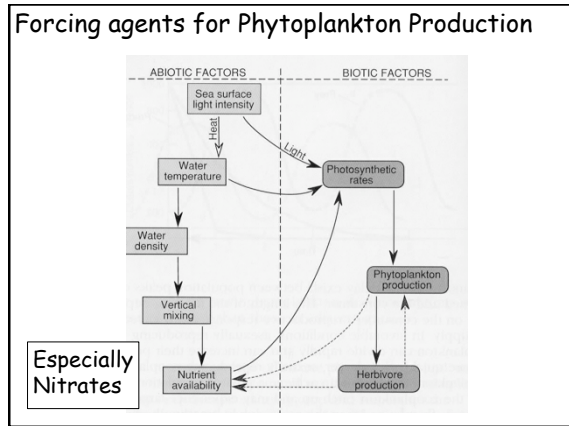 Forcing agents for Phytoplankton Production
ABIOTIC FACTORS
BIOTIC FACTORS
Sea surface
light intensity
Heat
Light
Water
temperature
Photosynthetic
rates
Water
density
Phytoplankton
production
Vertical
mixing
Especially
Nitrates
Nutrient
availability
Herbivore
production